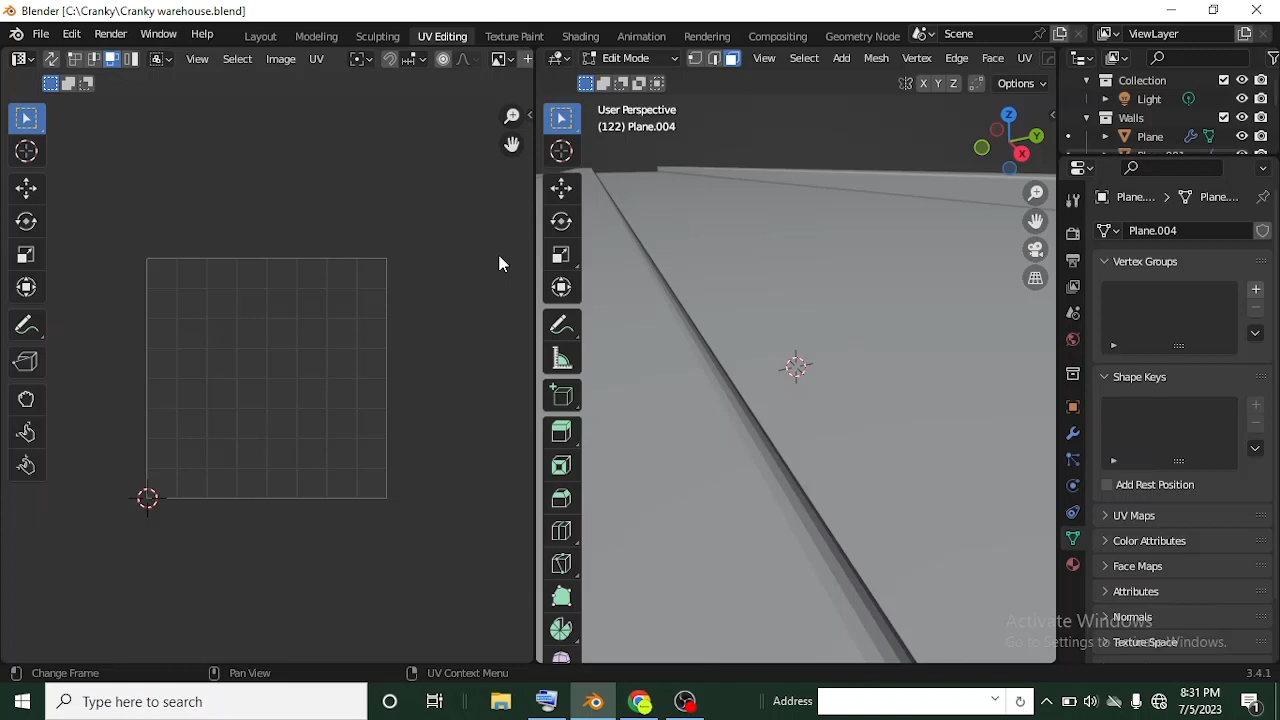 Blender [C:\Cranky\Cranky warehouse.blend]
File Edit Render Window Help Layout Modeling Sculpting UV Editing Texture Paint Shading Animation Rendering Compositing Geometry Node Scene ViewLayer
View Select Image UV Edit Mode View Select Add Mesh Vertex Edge Face UV
X Y Z Options
Collection
Light
Walls
Plane
User Perspective
(122) Plane.004
Z
Y
X
Plane.... Plane....
Plane.004
Vertex Groups
Shape Keys
Add Rest Position
UV Maps
Color Attributes
Face Maps
Attributes
Normals
Texture Space
Activate Windows
Go to Settings to activate Windows.
Change Frame Pan View UV Context Menu 3.4.1
Type here to search Address 8:31 PM
7/5/2023
1